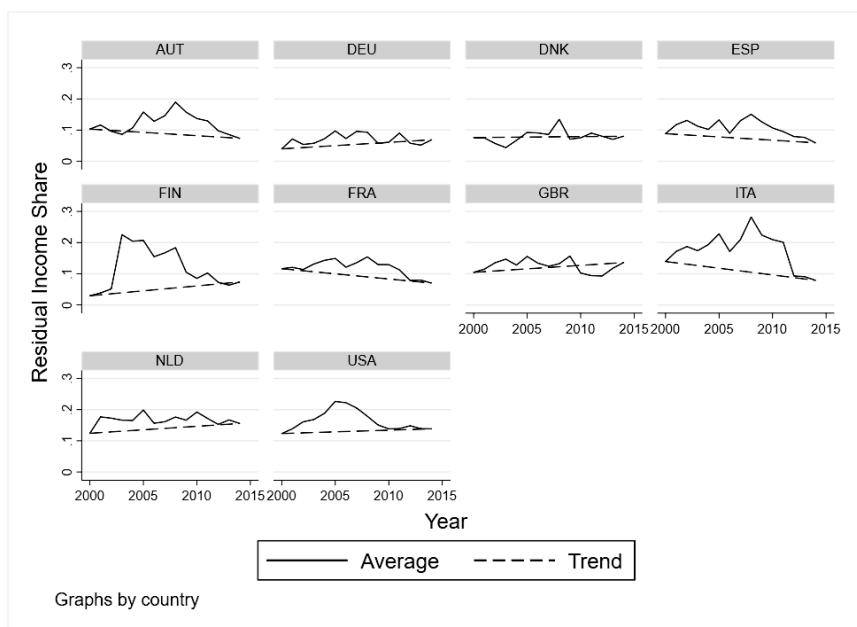 Residual Income Share
AUT DEU DNK ESP
.3
.2
.1
0
FIN FRA GBR ITA
.3
.2
.1
0
2000 2005 2010 2015 2000 2005 2010 2015
NLD USA
.3
.2
.1
0
2000 2005 2010 2015 2000 2005 2010 2015
Year
Average Trend
Graphs by country